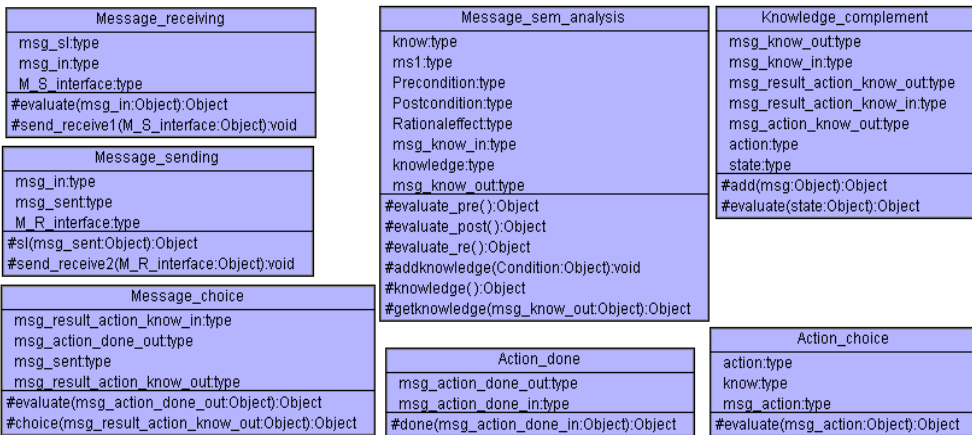 Message_receiving
msg_sl:type
msg_in:type
M_S_interface:type
#evaluate(msg_in:Object):Object
#send_receive1(M_S_interface:Object):void
Message_sending
msg_in:type
msg_sent:type
M_R_interface:type
#sl(msg_sent:Object):Object
#send_receive2(M_R_interface:Object):void
Message_choice
msg_result_action_know_in:type
msg_action_done_out:type
msg_sent:type
msg_result_action_know_out:type
#evaluate(msg_action_done_out:Object):Object
#choice(msg_result_action_know_out:Object):Object
Message_sem_analysis
know:type
ms1:type
Precondition:type
Postcondition:type
Rationaleffect:type
msg_know_in:type
knowledge:type
msg_know_out:type
#evaluate_pre():Object
#evaluate_post():Object
#evaluate_re():Object
#addknowledge(Condition:Object):void
#knowledge():Object
#getknowledge(msg_know_out:Object):Object
Action_done
msg_action_done_out:type
msg_action_done_in:type
#done(msg_action_done_in:Object):Object
Knowledge_complement
msg_know_out:type
msg_know_in:type
msg_result_action_know_out:type
msg_result_action_know_in:type
msg_action_know_out:type
action:type
state:type
#add(msg:Object):Object
#evaluate(state:Object):Object
Action_choice
action:type
know:type
msg_action:type
#evaluate(msg_action:Object):Object